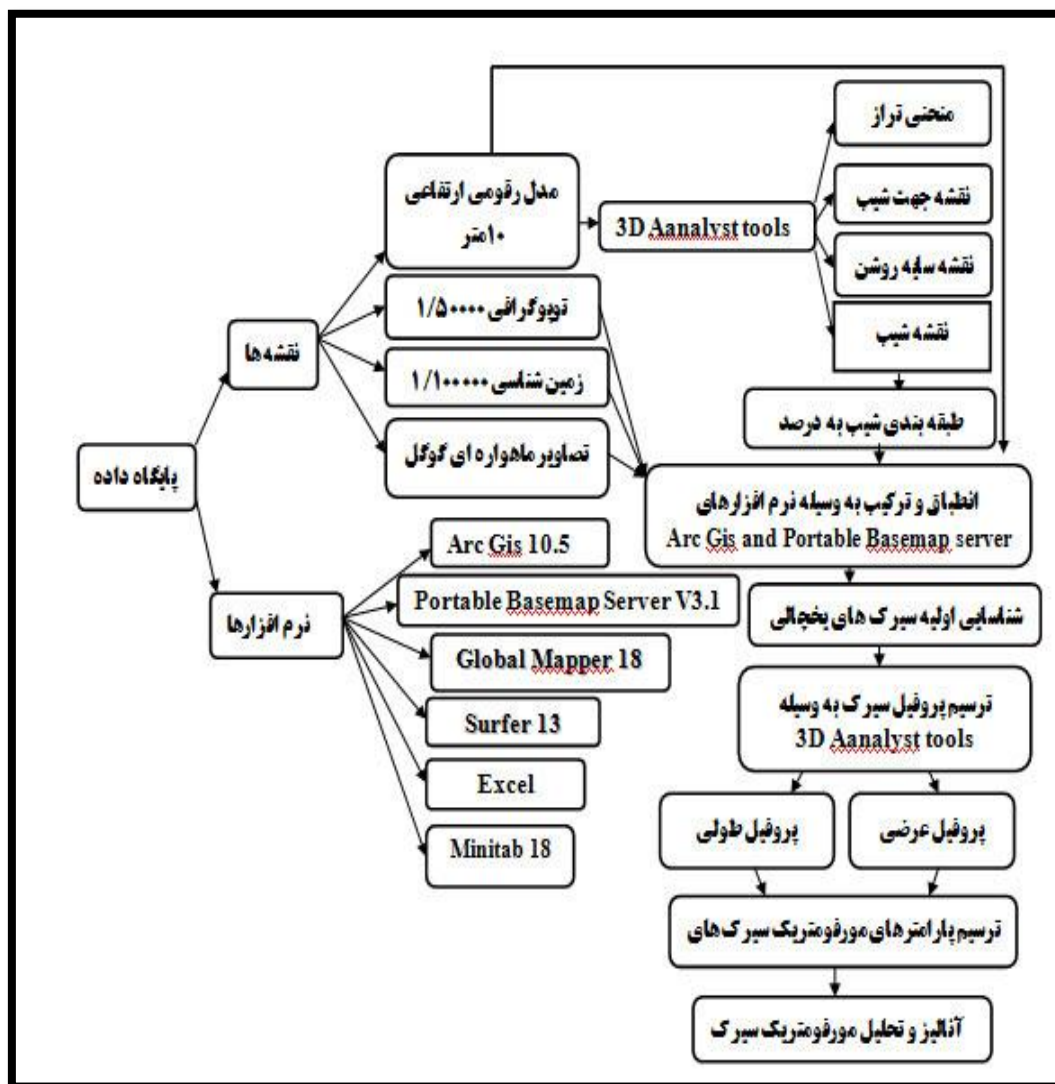 پایگاه داده
نقشه‌ها
نرم افزارها
مدل رقومی ارتفاعی
۱۰متر
توپوگرافی ۱/۵۰۰۰۰
زمین شناسی ۱/۱۰۰۰۰۰
تصاویر ماهواره ای گوگل
Arc Gis 10.5
Portable Basemap Server V3.1
Global Mapper 18
Surfer 13
Excel
Minitab 18
3D Aanalyst tools
منحنی تراز
نقشه جهت شیب
نقشه سایه روشن
نقشه شیب
طبقه بندی شیب به درصد
انطباق و ترکیب به وسیله نرم افزارهای
Arc Gis and Portable Basemap server
شناسایی اولیه سیرک های یخچالی
ترسیم پروفیل سیرک به وسیله
3D Aanalyst tools
پروفیل عرضی
پروفیل طولی
ترسیم پارامترهای مورفومتریک سیرک‌های
آنالیز و تحلیل مورفومتریک سیرک